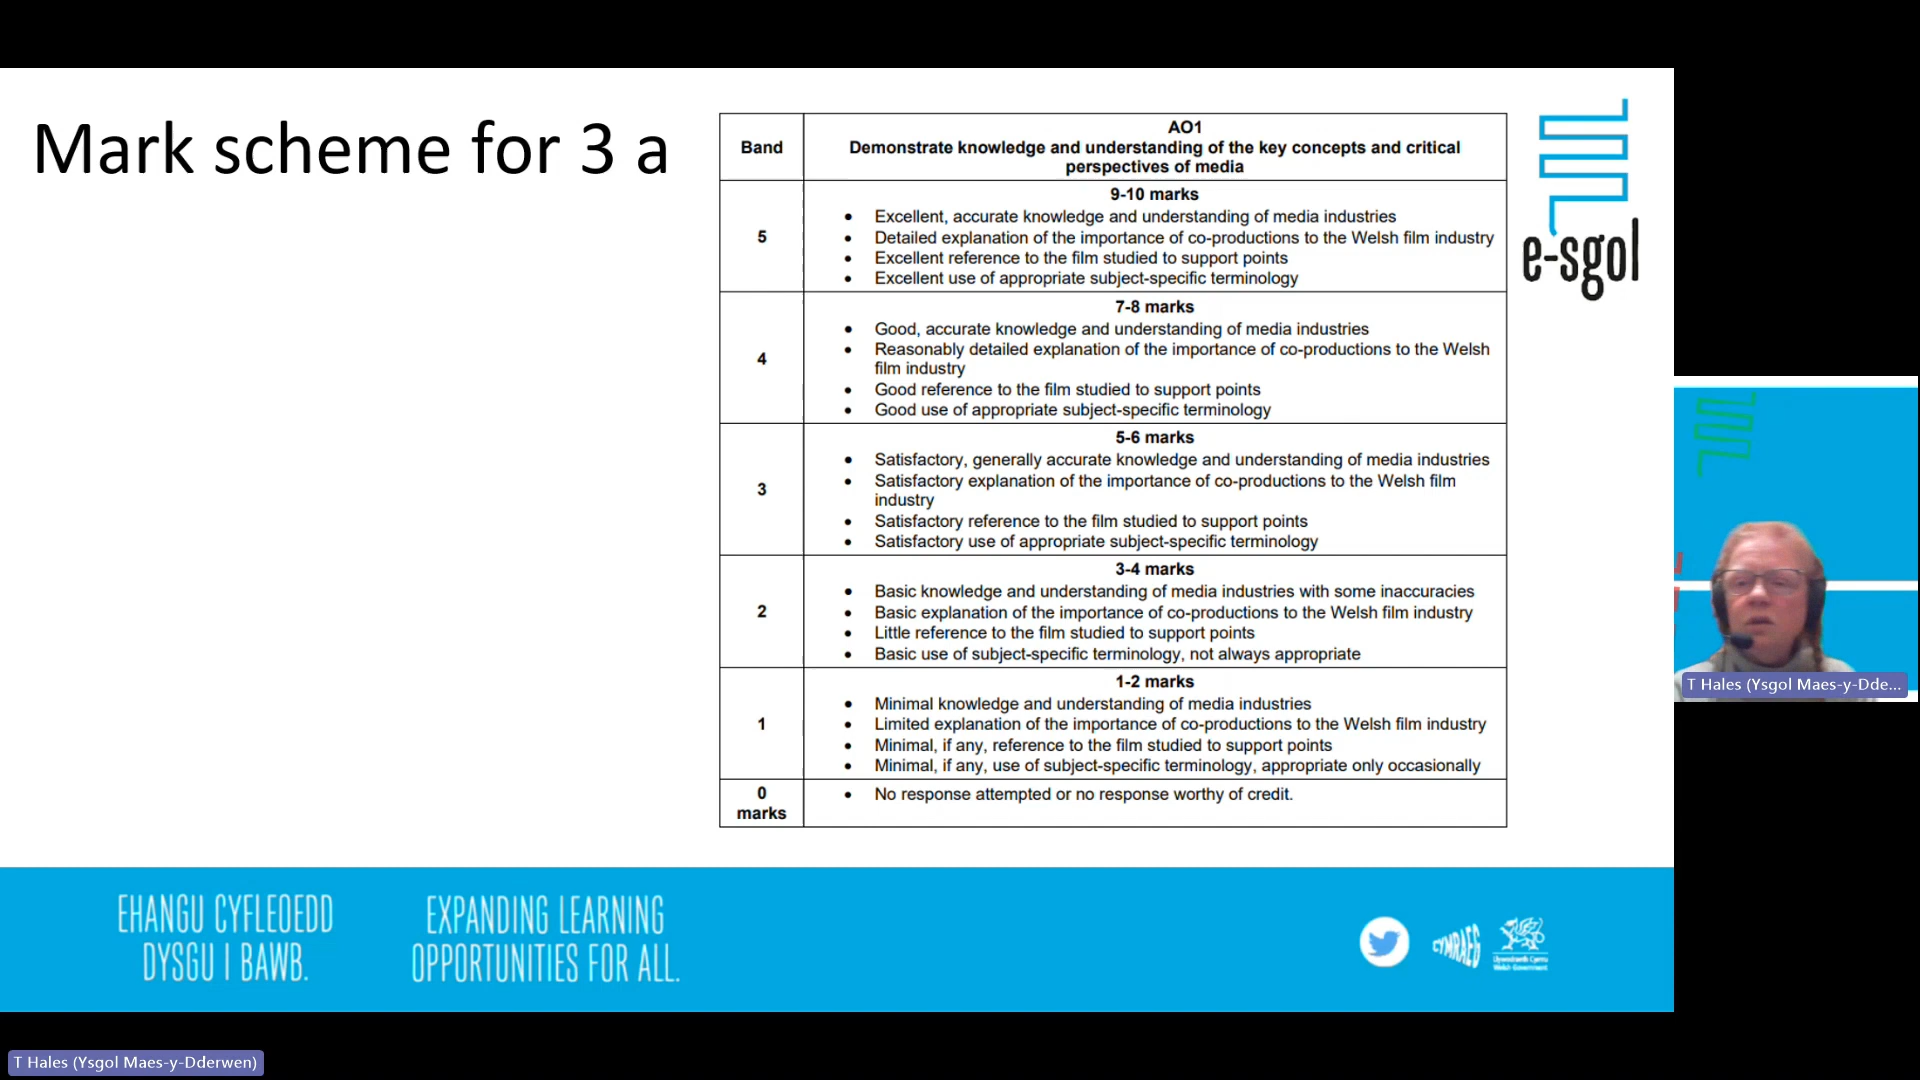 Mark scheme for 3 a
Band
AO1
Demonstrate knowledge and understanding of the key concepts and critical
perspectives of media
5
9-10 marks
• Excellent, accurate knowledge and understanding of media industries
• Detailed explanation of the importance of co-productions to the Welsh film industry
• Excellent reference to the film studied to support points
• Excellent use of appropriate subject-specific terminology
4
7-8 marks
• Good, accurate knowledge and understanding of media industries
• Reasonably detailed explanation of the importance of co-productions to the Welsh
film industry
• Good reference to the film studied to support points
• Good use of appropriate subject-specific terminology
3
5-6 marks
• Satisfactory, generally accurate knowledge and understanding of media industries
• Satisfactory explanation of the importance of co-productions to the Welsh film
industry
• Satisfactory reference to the film studied to support points
• Satisfactory use of appropriate subject-specific terminology
2
3-4 marks
• Basic knowledge and understanding of media industries with some inaccuracies
• Basic explanation of the importance of co-productions to the Welsh film industry
• Little reference to the film studied to support points
• Basic use of subject-specific terminology, not always appropriate
1
1-2 marks
• Minimal knowledge and understanding of media industries
• Limited explanation of the importance of co-productions to the Welsh film industry
• Minimal, if any, reference to the film studied to support points
• Minimal, if any, use of subject-specific terminology, appropriate only occasionally
0
marks
• No response attempted or no response worthy of credit.
e-sgol
T Hales (Ysgol Maes-y-Dde...
EHANGU CYFLEOEDD
DYSGU I BAWB.
EXPANDING LEARNING
OPPORTUNITIES FOR ALL.
CYMRAEG
Llywodraeth Cymru
Welsh Government
T Hales (Ysgol Maes-y-Dderwen)